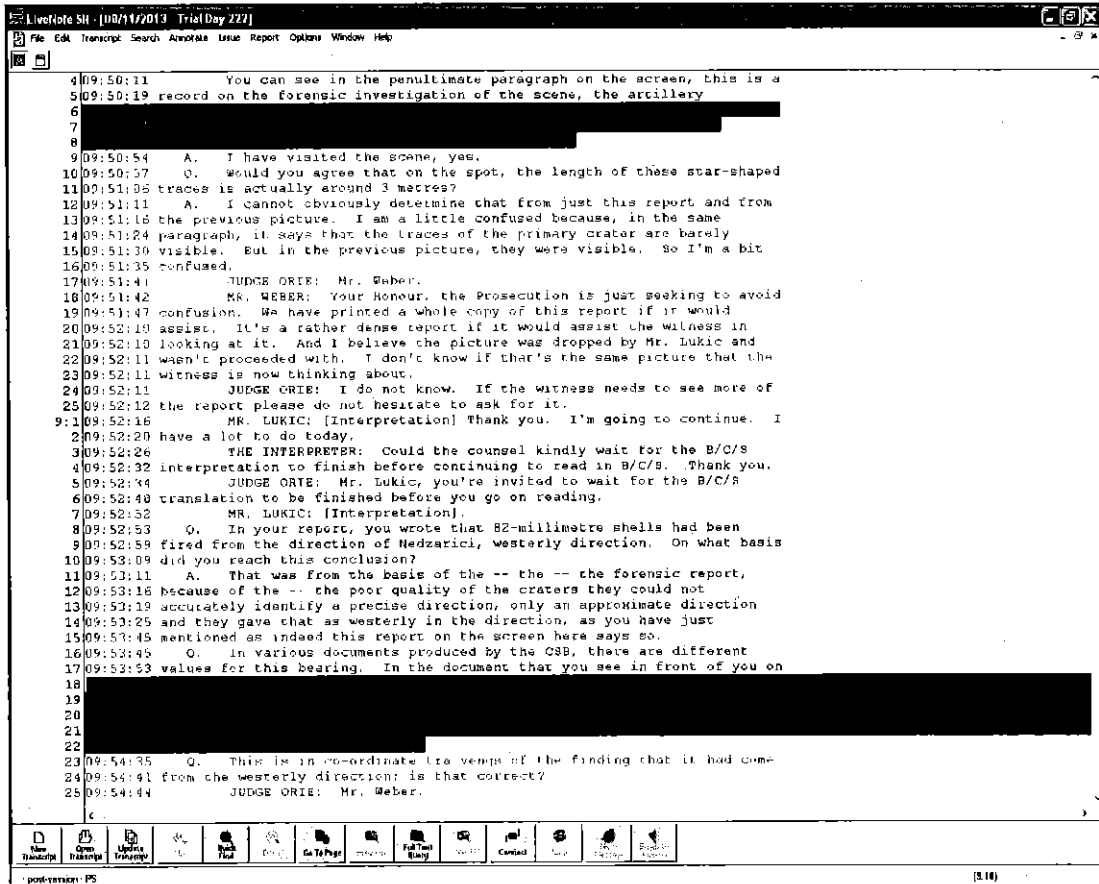 LiveNote SH - [00/11/2013 Trial Day 222]
File Edit Transcript Search Annotate Issue Report Options Window Help
4 09:50:11 You can see in the penultimate paragraph on the screen, this is a
5 09:50:19 record on the forensic investigation of the scene, the artillery
6
7
8
9 09:50:54 A. I have visited the scene, yes.
10 09:50:57 Q. Would you agree that on the spot, the length of these star-shaped
11 09:51:06 traces is actually around 3 metres?
12 09:51:11 A. I cannot obviously determine that from just this report and from
13 09:51:16 the previous picture. I am a little confused because, in the same
14 09:51:24 paragraph, it says that the traces of the primary crater are barely
15 09:51:30 visible. But in the previous picture, they were visible. So I'm a bit
16 09:51:35 confused.
17 09:51:41 JUDGE ORIE: Mr. Weber.
18 09:51:42 MR. WEBER: Your Honour, the Prosecution is just seeking to avoid
19 09:51:47 confusion. We have printed a whole copy of this report if it would
20 09:52:10 assist. It's a rather dense report if it would assist the witness in
21 09:52:10 looking at it. And I believe the picture was dropped by Mr. Lukic and
22 09:52:11 wasn't proceeded with. I don't know if that's the same picture that the
23 09:52:11 witness is now thinking about.
24 09:52:11 JUDGE ORIE: I do not know. If the witness needs to see more of
25 09:52:12 the report please do not hesitate to ask for it.
9:1 09:52:16 MR. LUKIC: [Interpretation] Thank you. I'm going to continue. I
2 09:52:20 have a lot to do today.
3 09:52:26 THE INTERPRETER: Could the counsel kindly wait for the B/C/S
4 09:52:32 interpretation to finish before continuing to read in B/C/S. Thank you.
5 09:52:34 JUDGE ORIE: Mr. Lukic, you're invited to wait for the B/C/S
6 09:52:48 translation to be finished before you go on reading.
7 09:52:52 MR. LUKIC: [Interpretation].
8 09:52:53 Q. In your report, you wrote that 82-millimetre shells had been
9 09:52:59 fired from the direction of Nedzarici, westerly direction. On what basis
10 09:53:09 did you reach this conclusion?
11 09:53:11 A. That was from the basis of the -- the -- the forensic report,
12 09:53:16 because of the -- the poor quality of the craters they could not
13 09:53:19 accurately identify a precise direction, only an approximate direction
14 09:53:25 and they gave that as westerly in the direction, as you have just
15 09:53:45 mentioned as indeed this report on the screen here says so.
16 09:53:45 Q. In various documents produced by the CSB, there are different
17 09:53:53 values for this bearing. In the document that you see in front of you on
18
19
20
21
22
23 09:54:35 Q. This is in co-ordinate tra vengs of the finding that it had come
24 09:54:41 from the westerly direction; is that correct?
25 09:54:44 JUDGE ORIE: Mr. Weber.
New Transcript Open Transcript Update Transcript Quick Find Go To Page Full Text Query Connect
post-version - PS